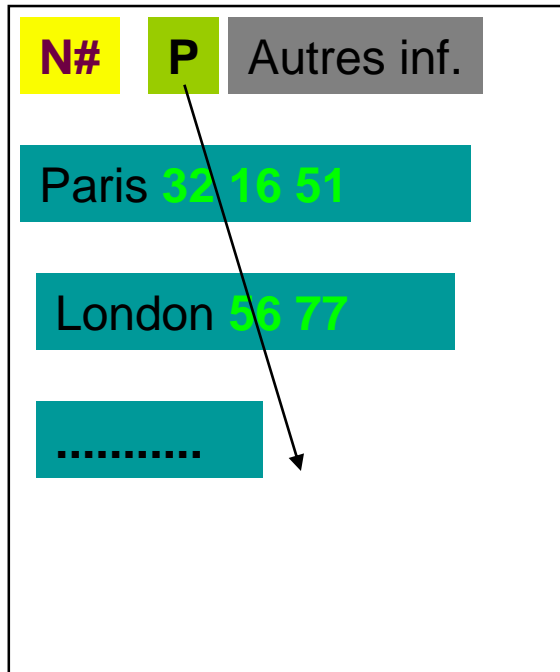 N# P Autres inf.
Paris 32 16 51
London 56 77
...........